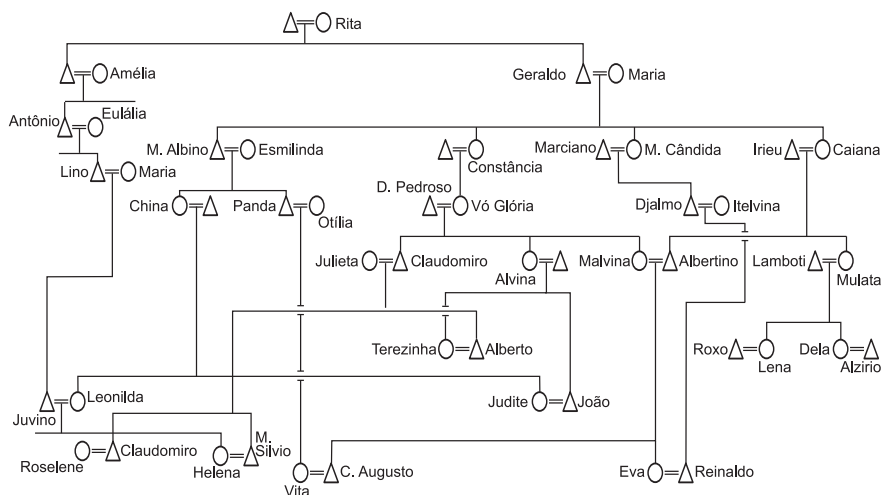 Rita
Amélia
Geraldo
Maria
Antônio
Eulália
M. Albino
Esmilinda
Constância
Marciano
M. Cândida
Irieu
Caiana
Lino
Maria
China
Panda
Otília
D. Pedroso
Vó Glória
Djalmo
Itelvina
Julieta
Claudomiro
Alvina
Malvina
Albertino
Lamboti
Mulata
Terezinha
Alberto
Roxo
Lena
Dela
Alzirio
Juvino
Leonilda
Judite
João
Roselene
Claudomiro
Helena
M.
Silvio
Vita
C. Augusto
Eva
Reinaldo